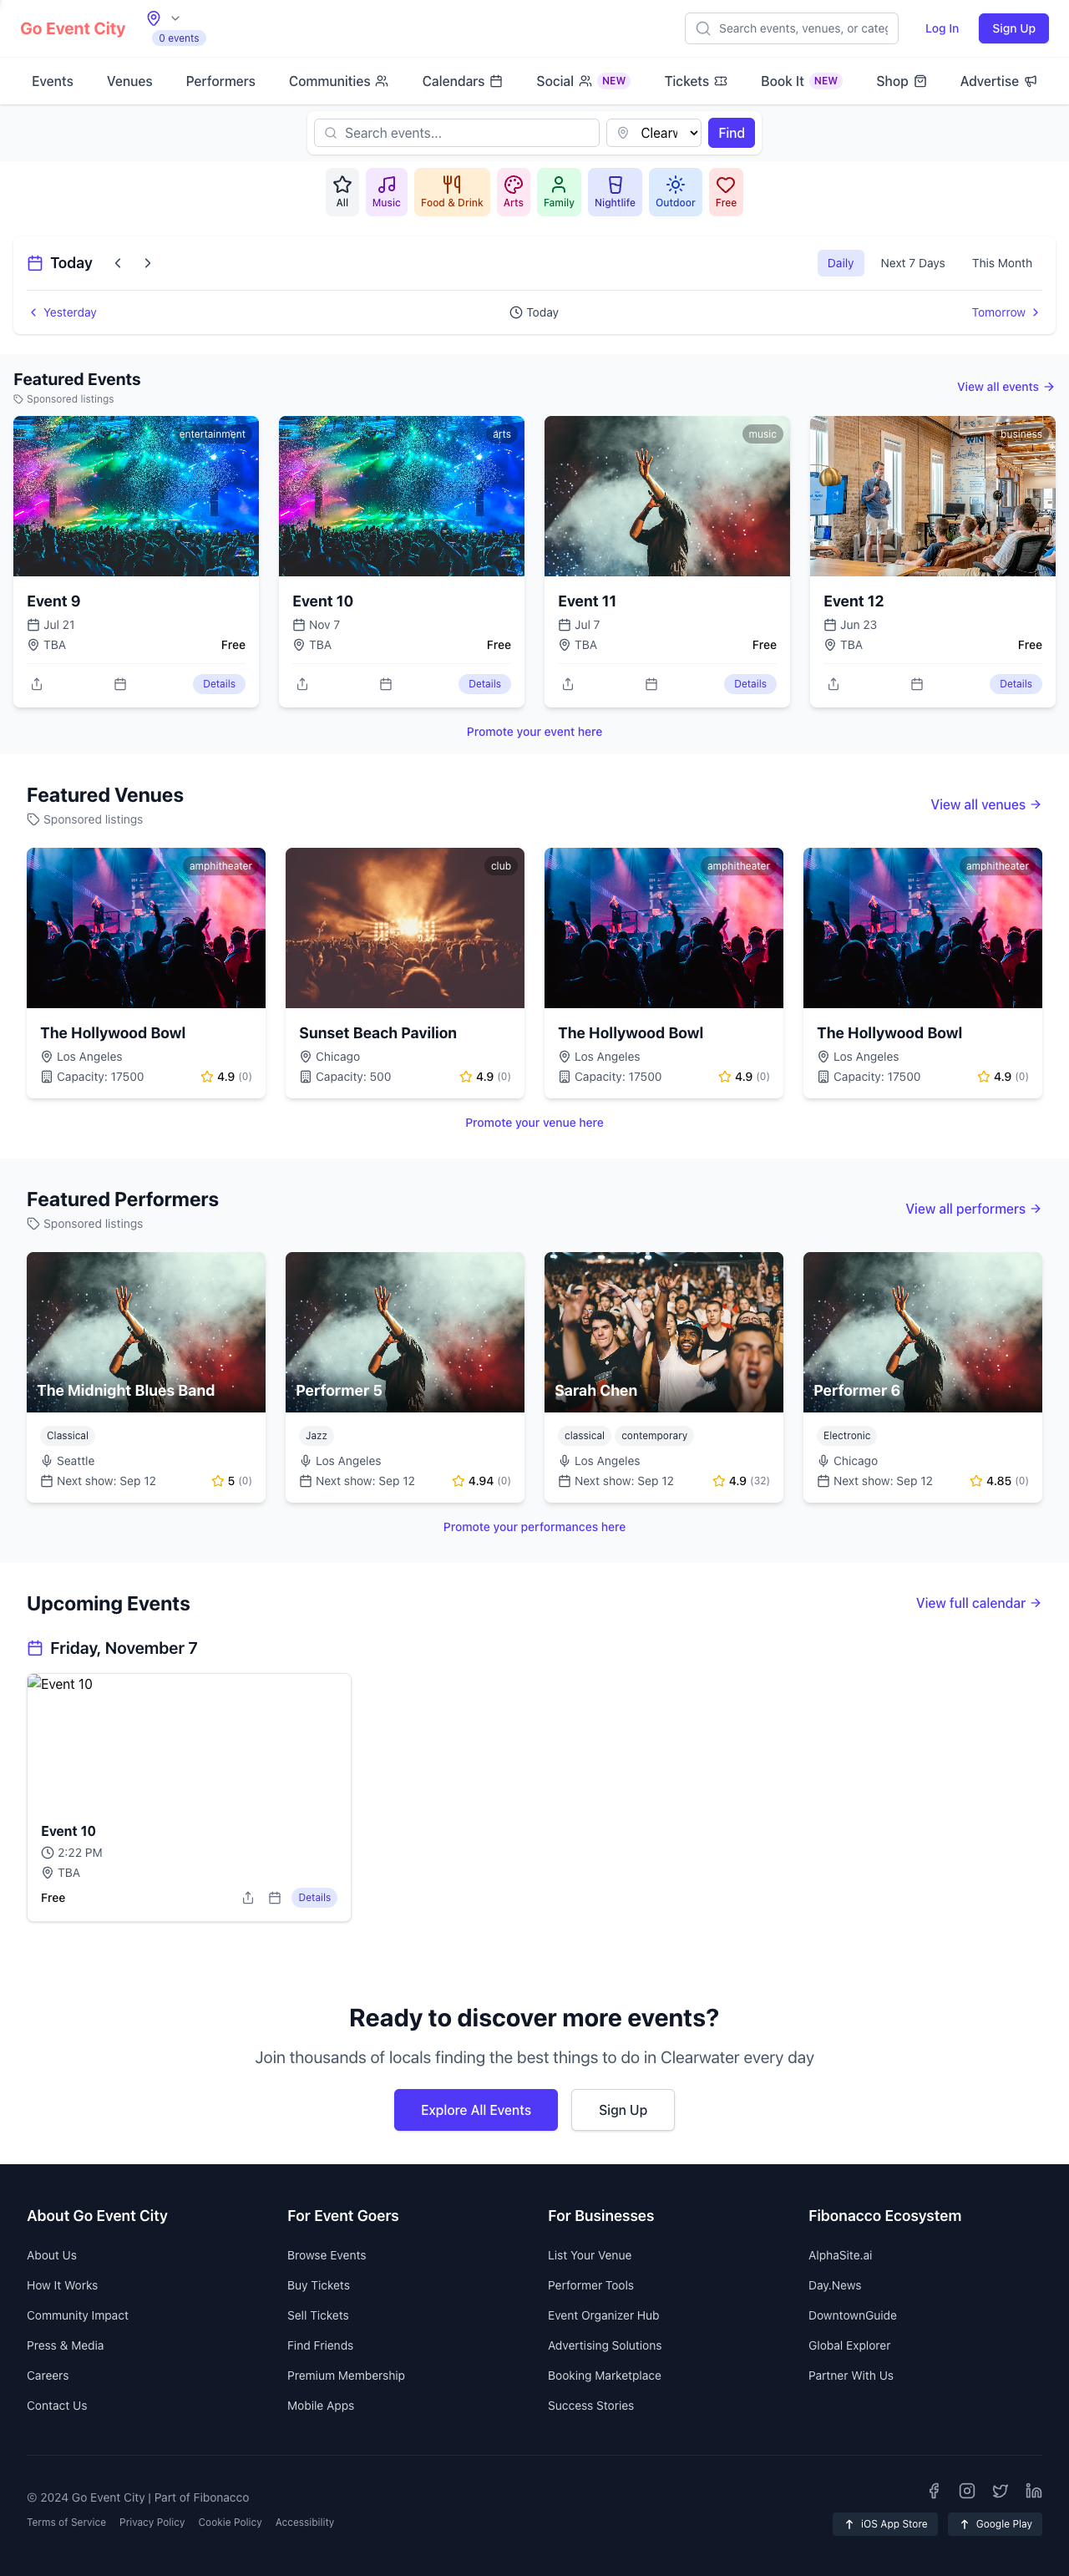 Go Event City
0 events
Search events, venues, or categ
Log In
Sign Up
Events
Venues
Performers
Communities
Calendars
Social NEW
Tickets
Book It NEW
Shop
Advertise
Search events...
Clearw
Find
All
Music
Food & Drink
Arts
Family
Nightlife
Outdoor
Free
Today
Daily
Next 7 Days
This Month
Yesterday
Today
Tomorrow
Featured Events
Sponsored listings
View all events
entertainment
Event 9
Jul 21
TBA
Free
Details
arts
Event 10
Nov 7
TBA
Free
Details
music
Event 11
Jul 7
TBA
Free
Details
business
Event 12
Jun 23
TBA
Free
Details
Promote your event here
Featured Venues
Sponsored listings
View all venues
amphitheater
The Hollywood Bowl
Los Angeles
Capacity: 17500
4.9 (0)
club
Sunset Beach Pavilion
Chicago
Capacity: 500
4.9 (0)
amphitheater
The Hollywood Bowl
Los Angeles
Capacity: 17500
4.9 (0)
amphitheater
The Hollywood Bowl
Los Angeles
Capacity: 17500
4.9 (0)
Promote your venue here
Featured Performers
Sponsored listings
View all performers
The Midnight Blues Band
Classical
Seattle
Next show: Sep 12
5 (0)
Performer 5
Jazz
Los Angeles
Next show: Sep 12
4.94 (0)
Sarah Chen
classical
contemporary
Los Angeles
Next show: Sep 12
4.9 (32)
Performer 6
Electronic
Chicago
Next show: Sep 12
4.85 (0)
Promote your performances here
Upcoming Events
View full calendar
Friday, November 7
Event 10
Event 10
2:22 PM
TBA
Free
Details
Ready to discover more events?
Join thousands of locals finding the best things to do in Clearwater every day
Explore All Events
Sign Up
About Go Event City
About Us
How It Works
Community Impact
Press & Media
Careers
Contact Us
For Event Goers
Browse Events
Buy Tickets
Sell Tickets
Find Friends
Premium Membership
Mobile Apps
For Businesses
List Your Venue
Performer Tools
Event Organizer Hub
Advertising Solutions
Booking Marketplace
Success Stories
Fibonacco Ecosystem
AlphaSite.ai
Day.News
DowntownGuide
Global Explorer
Partner With Us
© 2024 Go Event City | Part of Fibonacco
Terms of Service
Privacy Policy
Cookie Policy
Accessibility
iOS App Store
Google Play